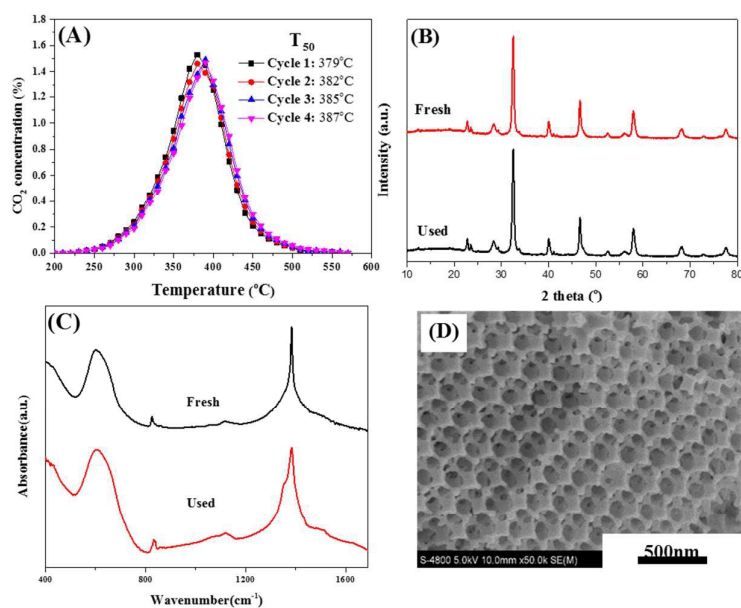 (A)
T50
Cycle 1: 379°C
Cycle 2: 382°C
Cycle 3: 385°C
Cycle 4: 387°C
CO2 concentration (%)
1.8
1.6
1.4
1.2
1.0
0.8
0.6
0.4
0.2
0.0
200 250 300 350 400 450 500 550 600
Temperature (°C)
(B)
Fresh
Used
Intensity (a.u.)
10 20 30 40 50 60 70 80
2 theta (°)
(C)
Fresh
Used
Absorbance(a.u.)
400 800 1200 1600
Wavenumber(cm-1)
(D)
S-4800 5.0kV 10.0mm x50.0k SE(M)
500nm